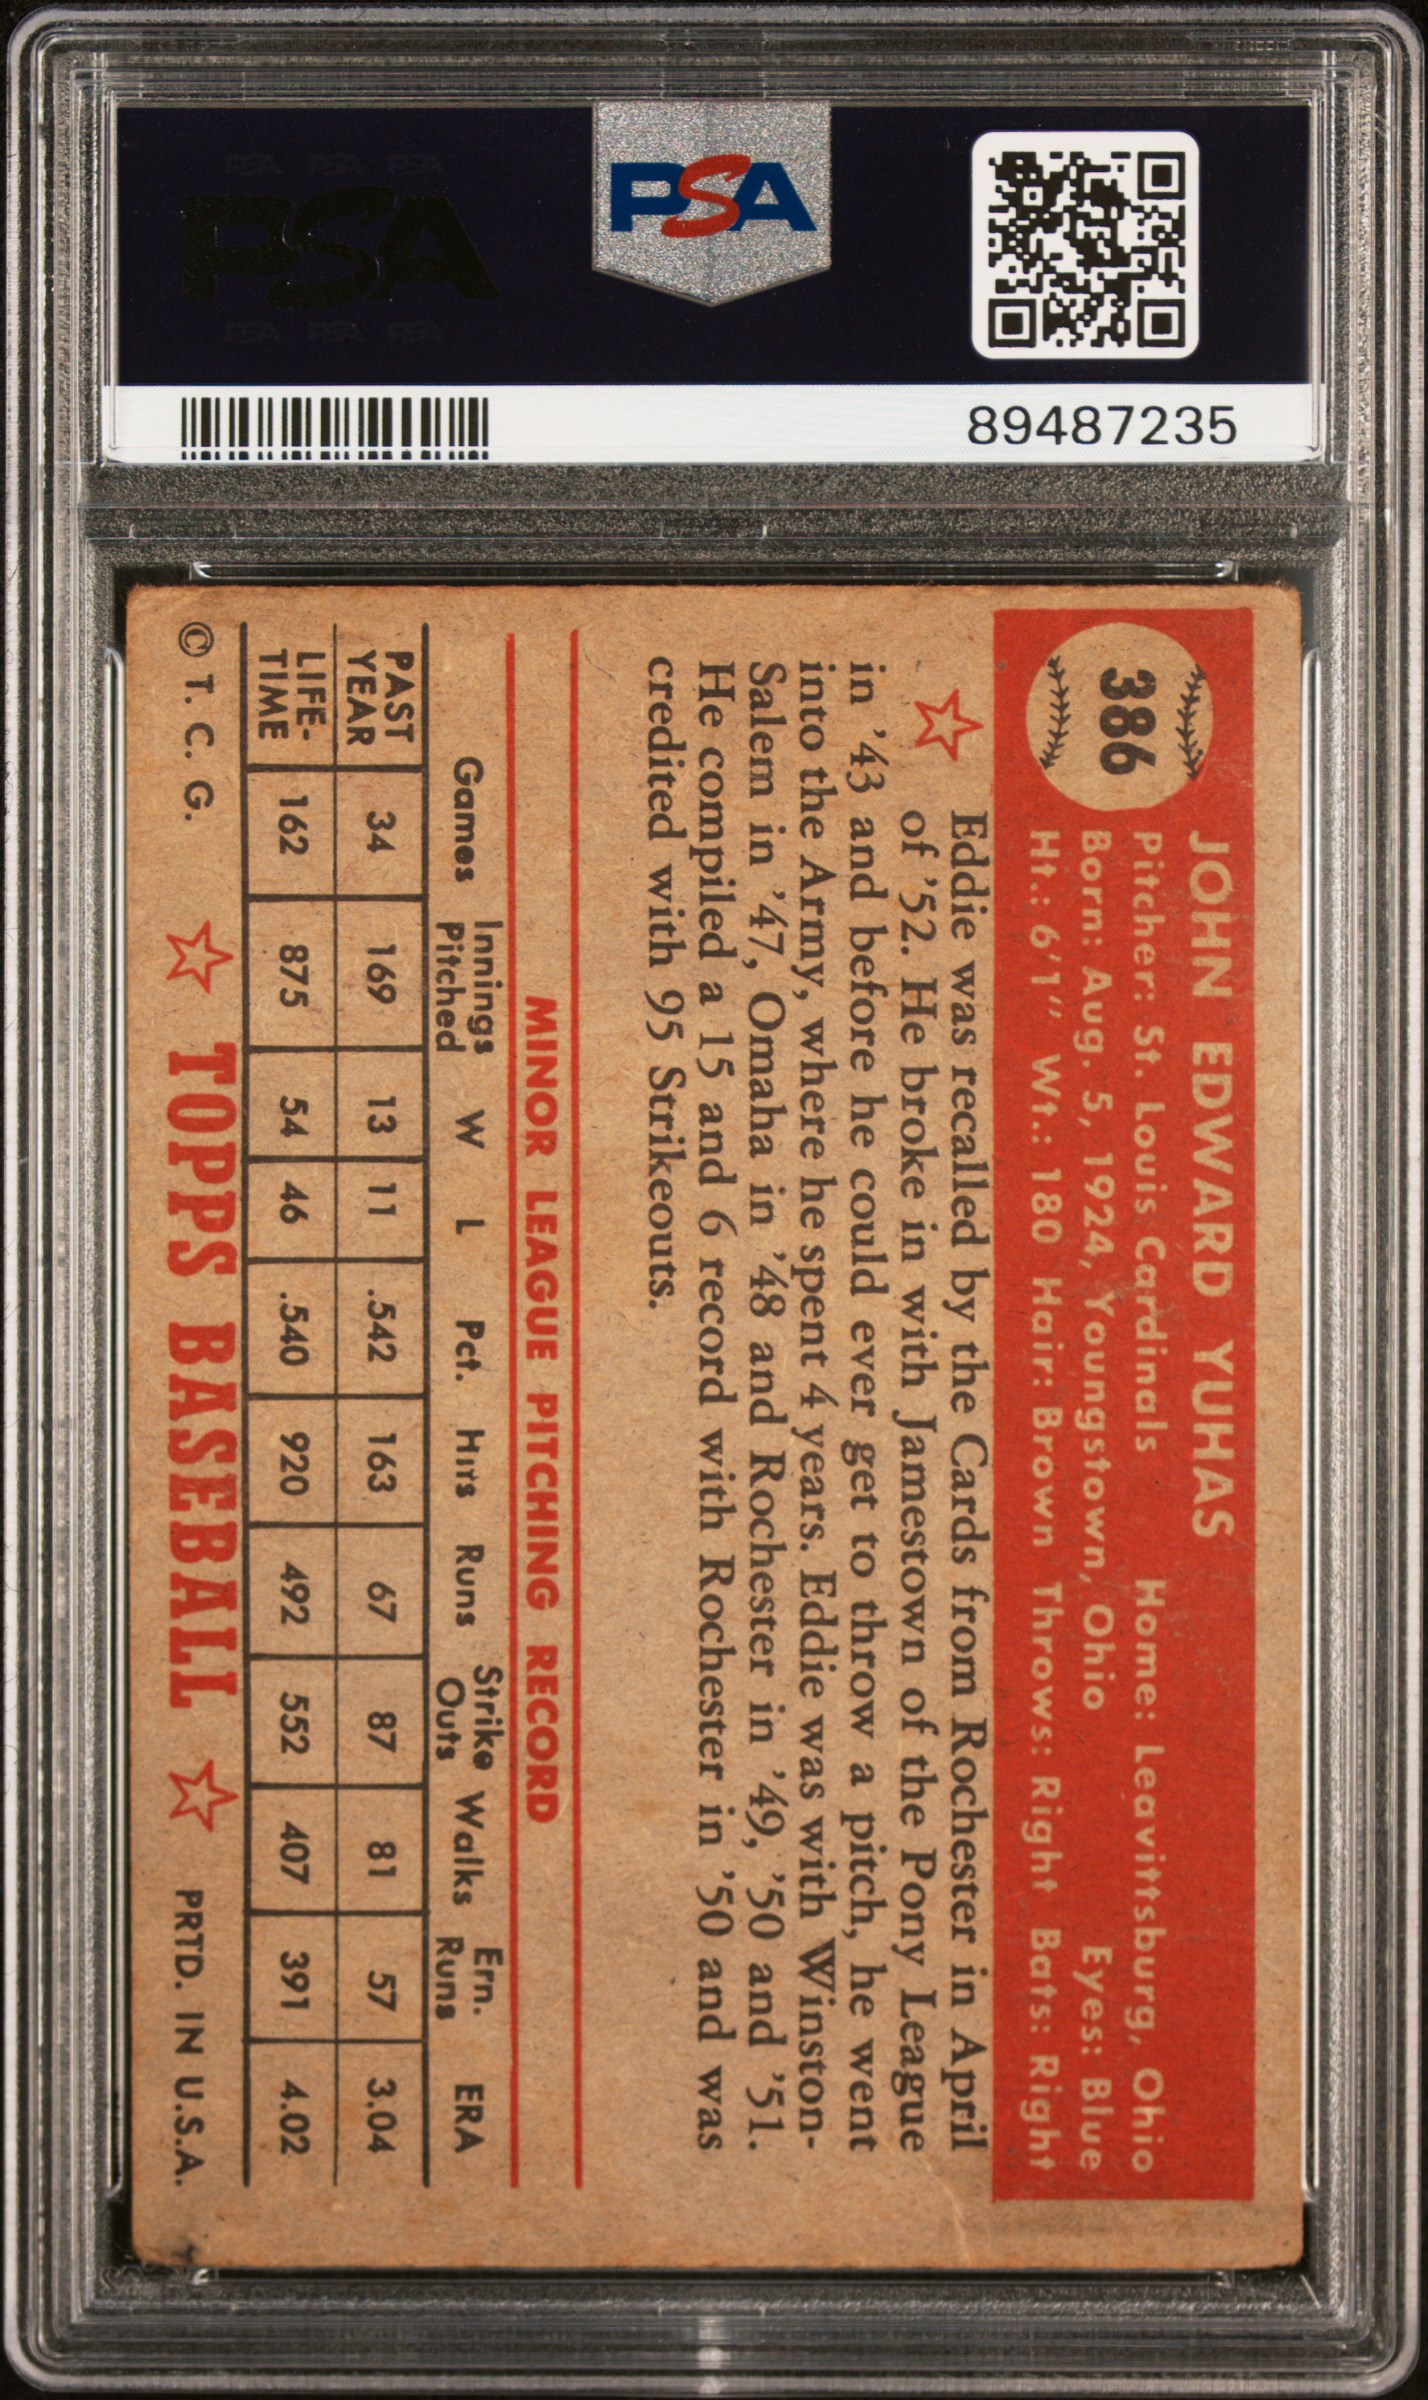 PSA PSA PSA
PSA
PSA PSA PSA
PSA
89487235
386
JOHN EDWARD YUHAS
Pitcher: St. Louis Cardinals Home: Leavittsburg, Ohio
Born: Aug. 5, 1924, Youngstown, Ohio Eyes: Blue
Ht.: 6'1" Wt.: 180 Hair: Brown Throws: Right Bats: Right
Eddie was recalled by the Cards from Rochester in April
of '52. He broke in with Jamestown of the Pony League
in '43 and before he could ever get to throw a pitch, he went
into the Army, where he spent 4 years. Eddie was with Winston-
Salem in '47, Omaha in '48 and Rochester in '49, '50 and '51.
He compiled a 15 and 6 record with Rochester in '50 and was
credited with 95 Strikeouts.
MINOR LEAGUE PITCHING RECORD
Games Innings Pitched W L Pct. Hits Runs Strike Outs Walks Ern. Runs ERA
PAST YEAR 34 169 13 11 .542 163 67 87 81 57 3.04
LIFE-TIME 162 875 54 46 .540 920 492 552 407 391 4.02
© T. C. G. TOPPS BASEBALL PRTD. IN U.S.A.